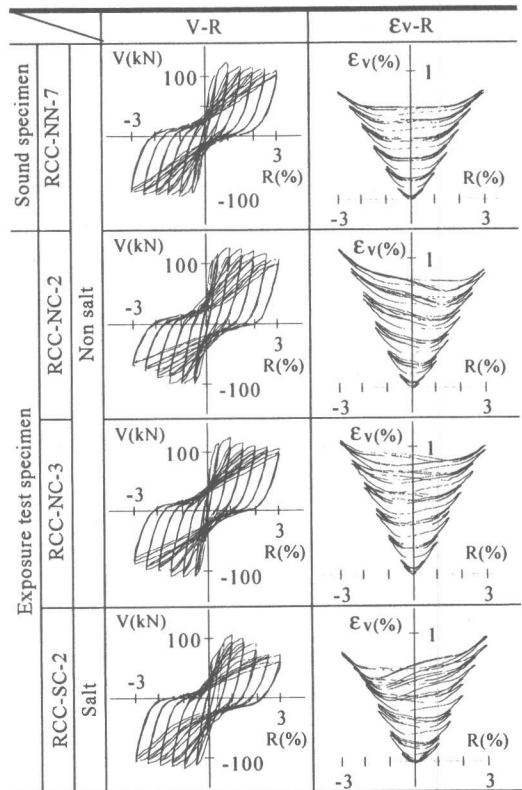 V-R
εv-R
Sound specimen
RCC-NN-7
Non salt
V(kN)
100
-3
3
R(%)
-100
εv(%)
1
-3
3
Exposure test specimen
RCC-NC-2
V(kN)
100
-3
3
R(%)
-100
εv(%)
1
-3
3
RCC-NC-3
V(kN)
100
-3
3
R(%)
-100
εv(%)
1
-3
3
RCC-SC-2
Salt
V(kN)
100
-3
3
R(%)
-100
εv(%)
1
-3
3